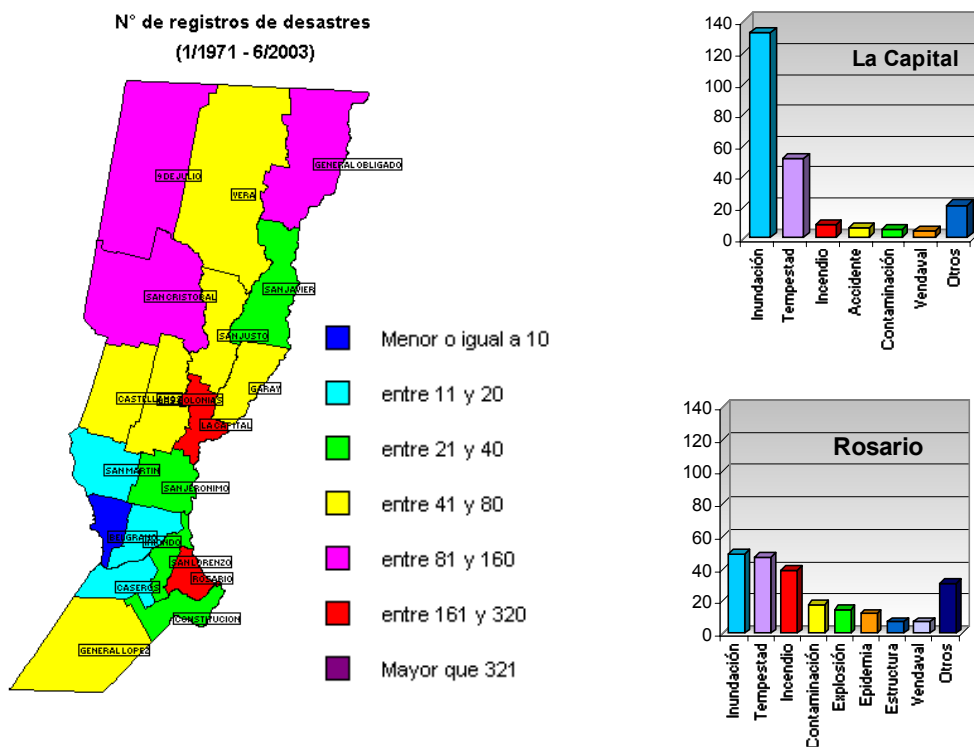 N° de registros de desastres
(1/1971 - 6/2003)
9 DE JULIO
VERA
GENERAL OBLIGADO
SAN CRISTOBAL
SAN JAVIER
SAN JUSTO
CASTELLANOS
COLONIAS
GARAY
LA CAPITAL
SAN MARTIN
SAN JERONIMO
BELGRANO
IRIONDO
SAN LORENZO
ROSARIO
CASEROS
CONSTITUCION
GENERAL LOPEZ
Menor o igual a 10
entre 11 y 20
entre 21 y 40
entre 41 y 80
entre 81 y 160
entre 161 y 320
Mayor que 321
La Capital
140
120
100
80
60
40
20
0
Inundación
Tempestad
Incendio
Accidente
Contaminación
Vendaval
Otros
Rosario
140
120
100
80
60
40
20
0
Inundación
Tempestad
Incendio
Contaminación
Explosión
Epidemia
Estructura
Vendaval
Otros